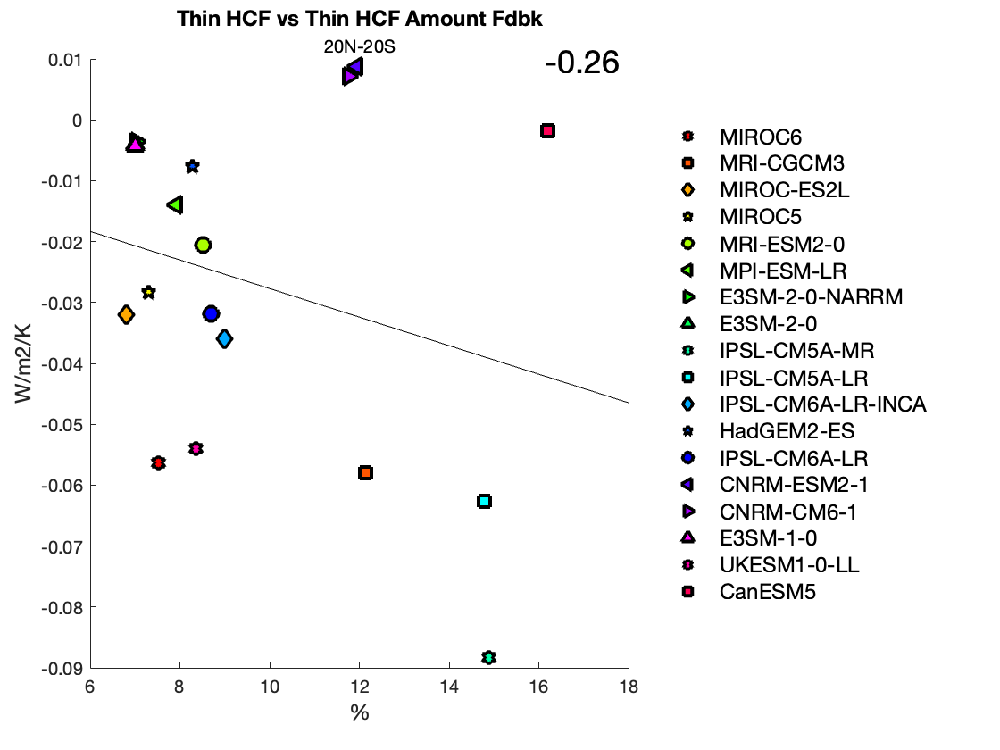 Thin HCF vs Thin HCF Amount Fdbk
20N-20S
-0.26
0.01
0
-0.01
-0.02
-0.03
-0.04
-0.05
-0.06
-0.07
-0.08
-0.09
W/m2/K
6 8 10 12 14 16 18
%
MIROC6
MRI-CGCM3
MIROC-ES2L
MIROC5
MRI-ESM2-0
MPI-ESM-LR
E3SM-2-0-NARRM
E3SM-2-0
IPSL-CM5A-MR
IPSL-CM5A-LR
IPSL-CM6A-LR-INCA
HadGEM2-ES
IPSL-CM6A-LR
CNRM-ESM2-1
CNRM-CM6-1
E3SM-1-0
UKESM1-0-LL
CanESM5